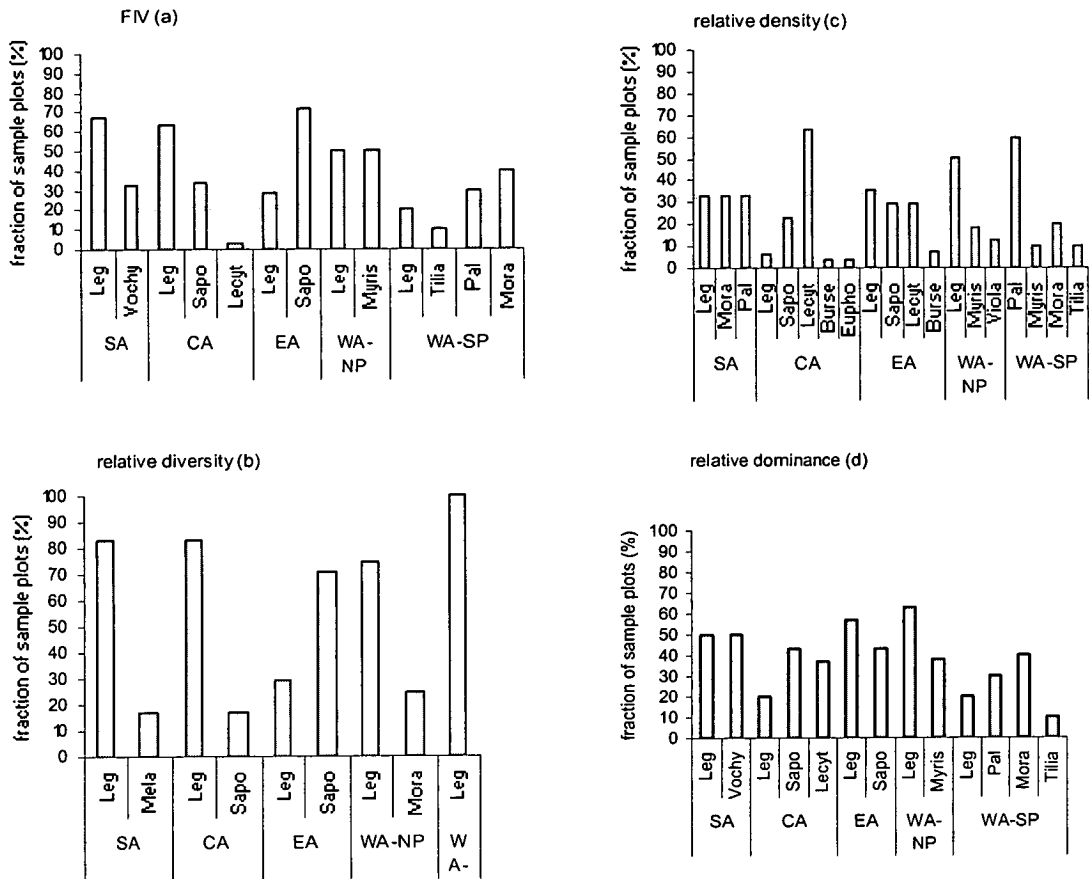 FIV (a)
fraction of sample plots (%)
100
90
80
70
60
50
40
30
20
10
0
Leg Vochy Leg Sapo Lecyt Leg Sapo Leg Myris Leg Tilia Pal Mora
SA CA EA WA-NP WA-SP
relative density (c)
fraction of sample plots (%)
100
90
80
70
60
50
40
30
20
10
0
Leg Mora Pal Leg Sapo Lecyt Burse Eupho Leg Sapo Lecyt Burse Leg Myris Viola Pal Myris Mora Tilia
SA CA EA WA-NP WA-SP
relative diversity (b)
fraction of sample plots (%)
100
90
80
70
60
50
40
30
20
10
0
Leg Mela Leg Sapo Leg Sapo Leg Mora Leg
SA CA EA WA-NP WA-
relative dominance (d)
fraction of sample plots (%)
100
90
80
70
60
50
40
30
20
10
0
Leg Vochy Leg Sapo Lecyt Leg Sapo Leg Myris Leg Pal Mora Tilia
SA CA EA WA-NP WA-SP